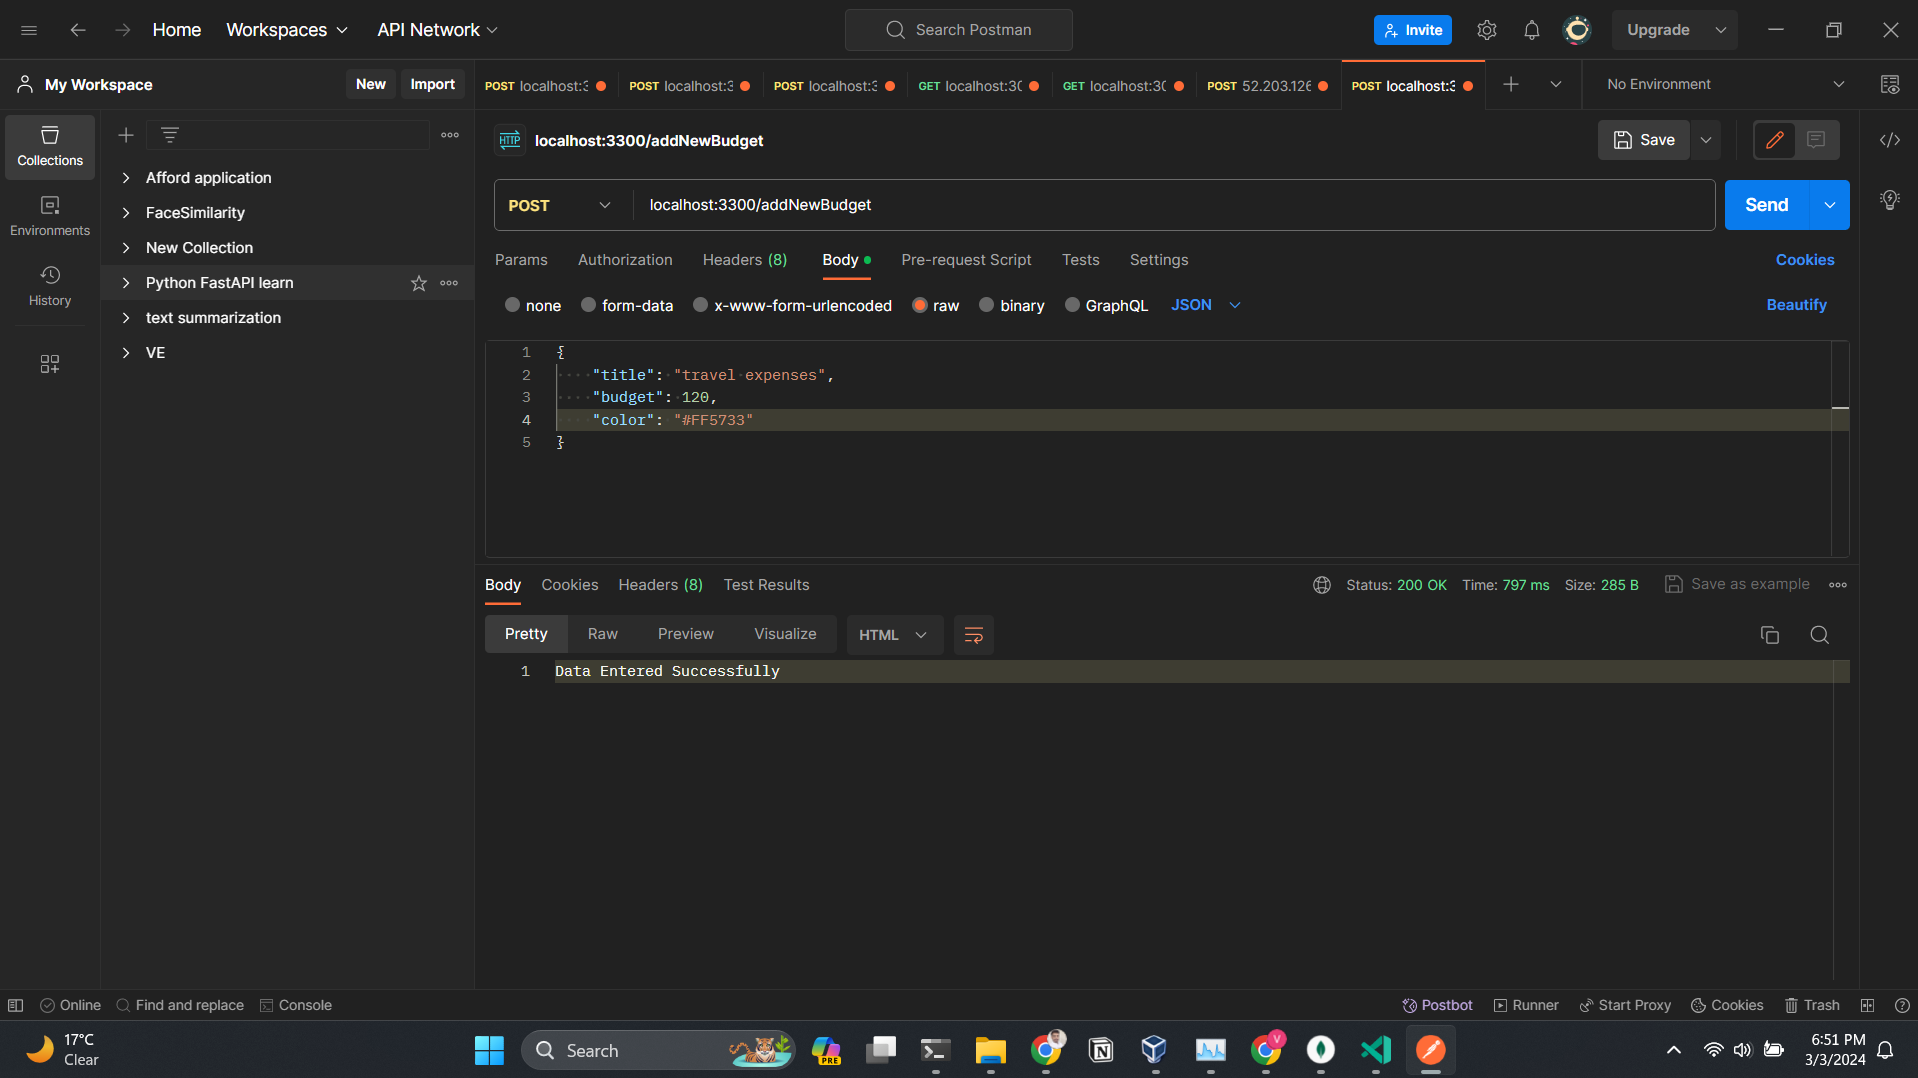 Home Workspaces API Network Search Postman Invite Upgrade
My Workspace New Import POST localhost:3 POST localhost:3 POST localhost:3 GET localhost:30 GET localhost:30 POST 52.203.126 POST localhost:3 No Environment
HTTP localhost:3300/addNewBudget Save
Collections
Environments
History
Afford application
FaceSimilarity
New Collection
Python FastAPI learn
text summarization
VE
POST localhost:3300/addNewBudget Send
Params Authorization Headers (8) Body Pre-request Script Tests Settings Cookies
none form-data x-www-form-urlencoded raw binary GraphQL JSON Beautify
1 {
2 "title": "travel expenses",
3 "budget": 120,
4 "color": "#FF5733"
5 }
Body Cookies Headers (8) Test Results Status: 200 OK Time: 797 ms Size: 285 B Save as example
Pretty Raw Preview Visualize HTML
1 Data Entered Successfully
Online Find and replace Console Postbot Runner Start Proxy Cookies Trash
17°C
Clear
Search
PRE
V
6:51 PM
3/3/2024